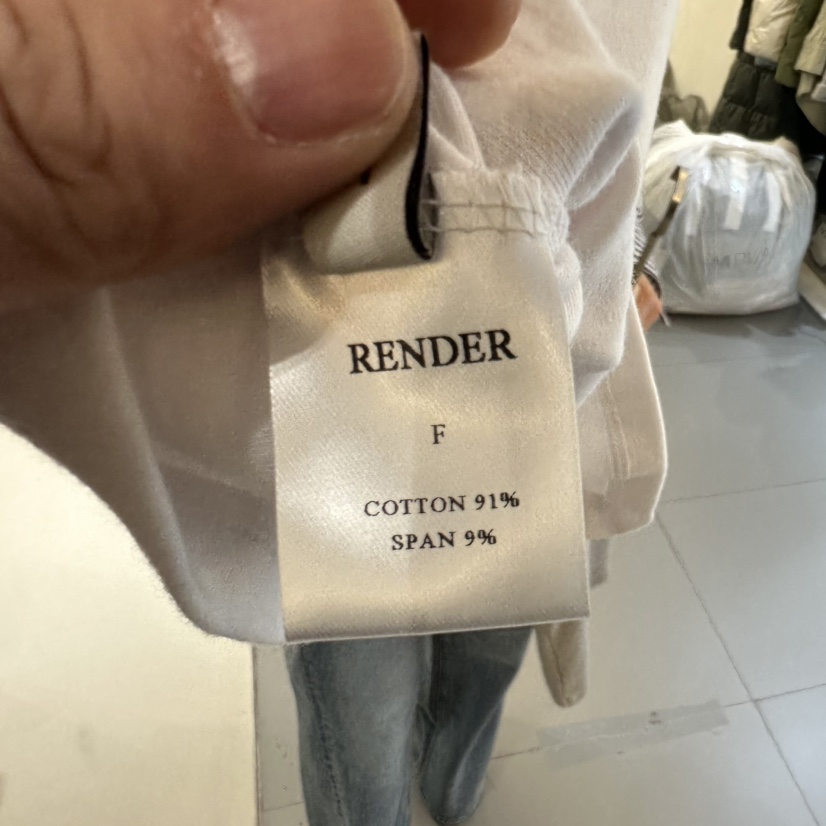 RENDER
F
COTTON 91%
SPAN 9%